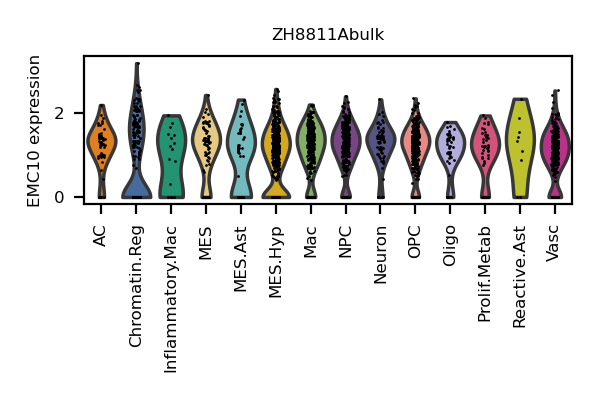 ZH8811Abulk
EMC10 expression
2
0
AC
Chromatin.Reg
Inflammatory.Mac
MES
MES.Ast
MES.Hyp
Mac
NPC
Neuron
OPC
Oligo
Prolif.Metab
Reactive.Ast
Vasc